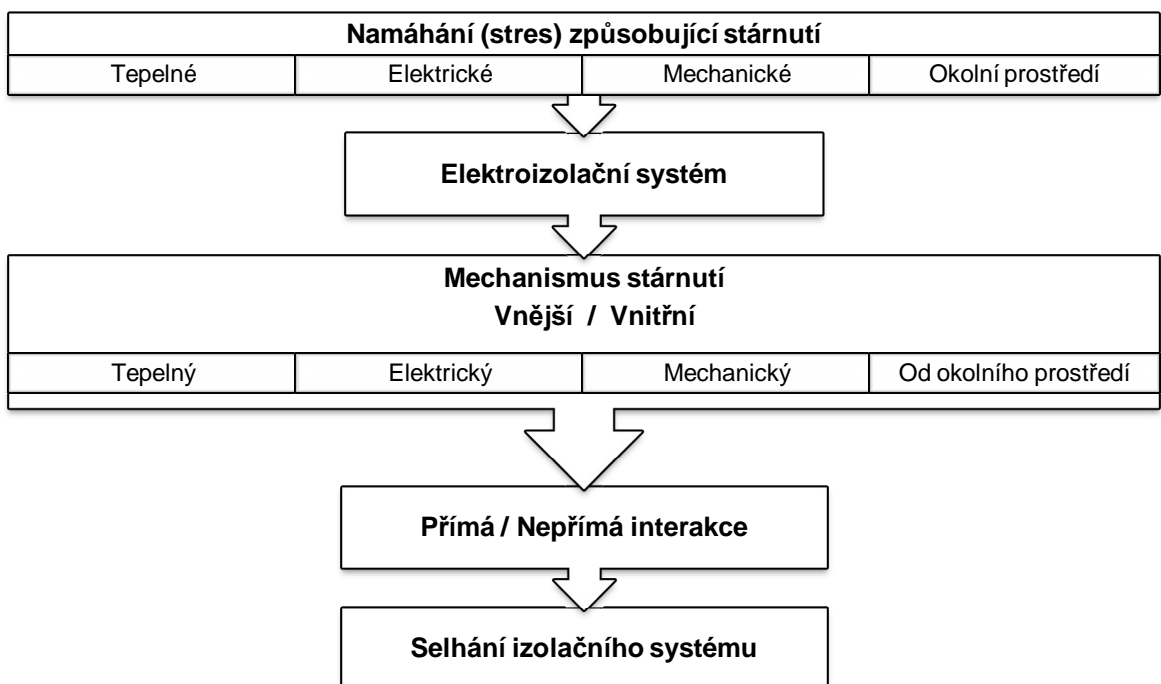 Namáhání (stres) způsobující stárnutí
Tepelné Elektrické Mechanické Okolní prostředí
Elektroizolační systém
Mechanismus stárnutí
Vnější / Vnitřní
Tepelný Elektrický Mechanický Od okolního prostředí
Přímá / Nepřímá interakce
Selhání izolačního systému